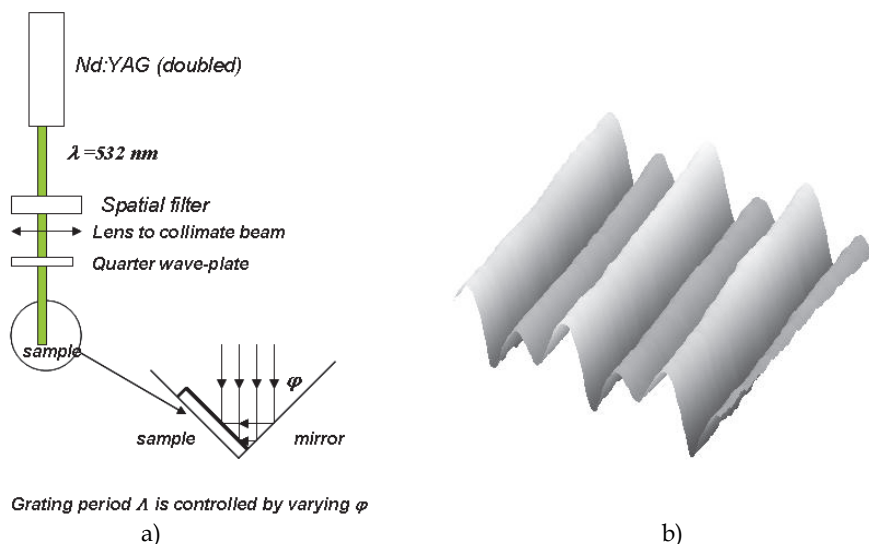 Nd:YAG (doubled)
λ=532 nm
Spatial filter
Lens to collimate beam
Quarter wave-plate
sample
φ
sample
mirror
Grating period Λ is controlled by varying φ
a)
b)